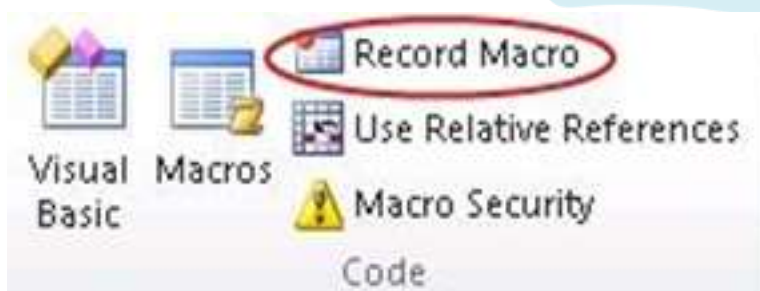 Visual
Basic
Macros
Record Macro
Use Relative References
Macro Security
Code